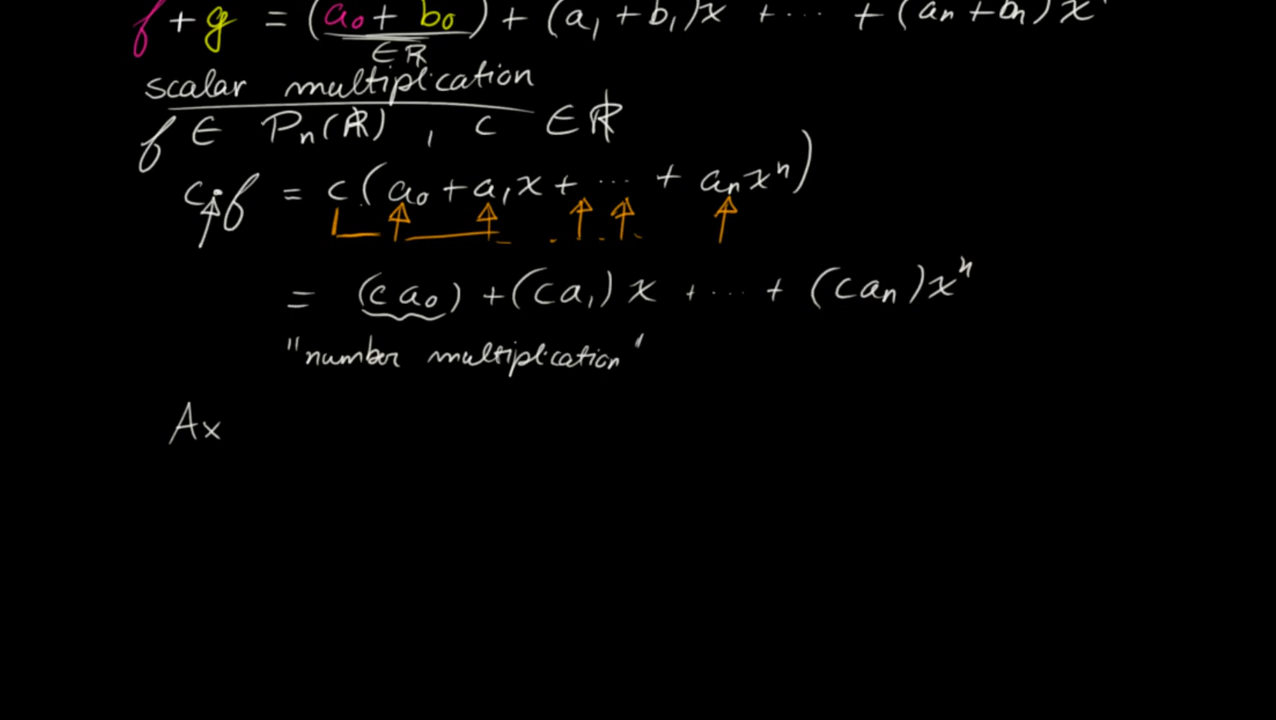 f + g = (a₀ + b₀) + (a₁ + b₁)x + ··· + (aₙ + bₙ)xⁿ
∈ ℝ
scalar multiplication
f ∈ Pₙ(ℝ) , c ∈ ℝ
c·f = c(a₀ + a₁x + ··· + aₙxⁿ)
= (ca₀) + (ca₁)x + ··· + (caₙ)xⁿ
"number multiplication"
Ax